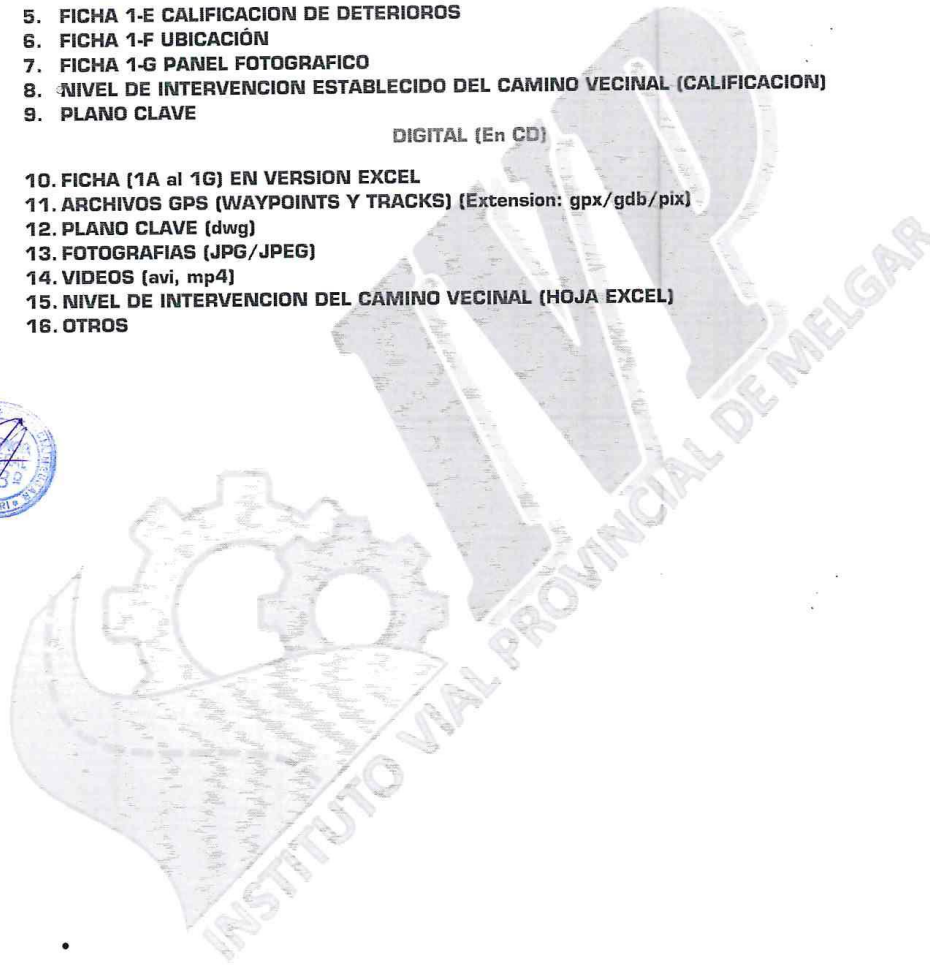 5. FICHA 1-E CALIFICACION DE DETERIOROS
6. FICHA 1-F UBICACIÓN
7. FICHA 1-G PANEL FOTOGRAFICO
8. NIVEL DE INTERVENCION ESTABLECIDO DEL CAMINO VECINAL (CALIFICACION)
9. PLANO CLAVE
DIGITAL (En CD)
10. FICHA (1A al 1G) EN VERSION EXCEL
11. ARCHIVOS GPS (WAYPOINTS Y TRACKS) (Extension: gpx/gdb/pix)
12. PLANO CLAVE (dwg)
13. FOTOGRAFIAS (JPG/JPEG)
14. VIDEOS (avi, mp4)
15. NIVEL DE INTERVENCION DEL CAMINO VECINAL (HOJA EXCEL)
16. OTROS
IVP
INSTITUTO VIAL PROVINCIAL DE MELGAR